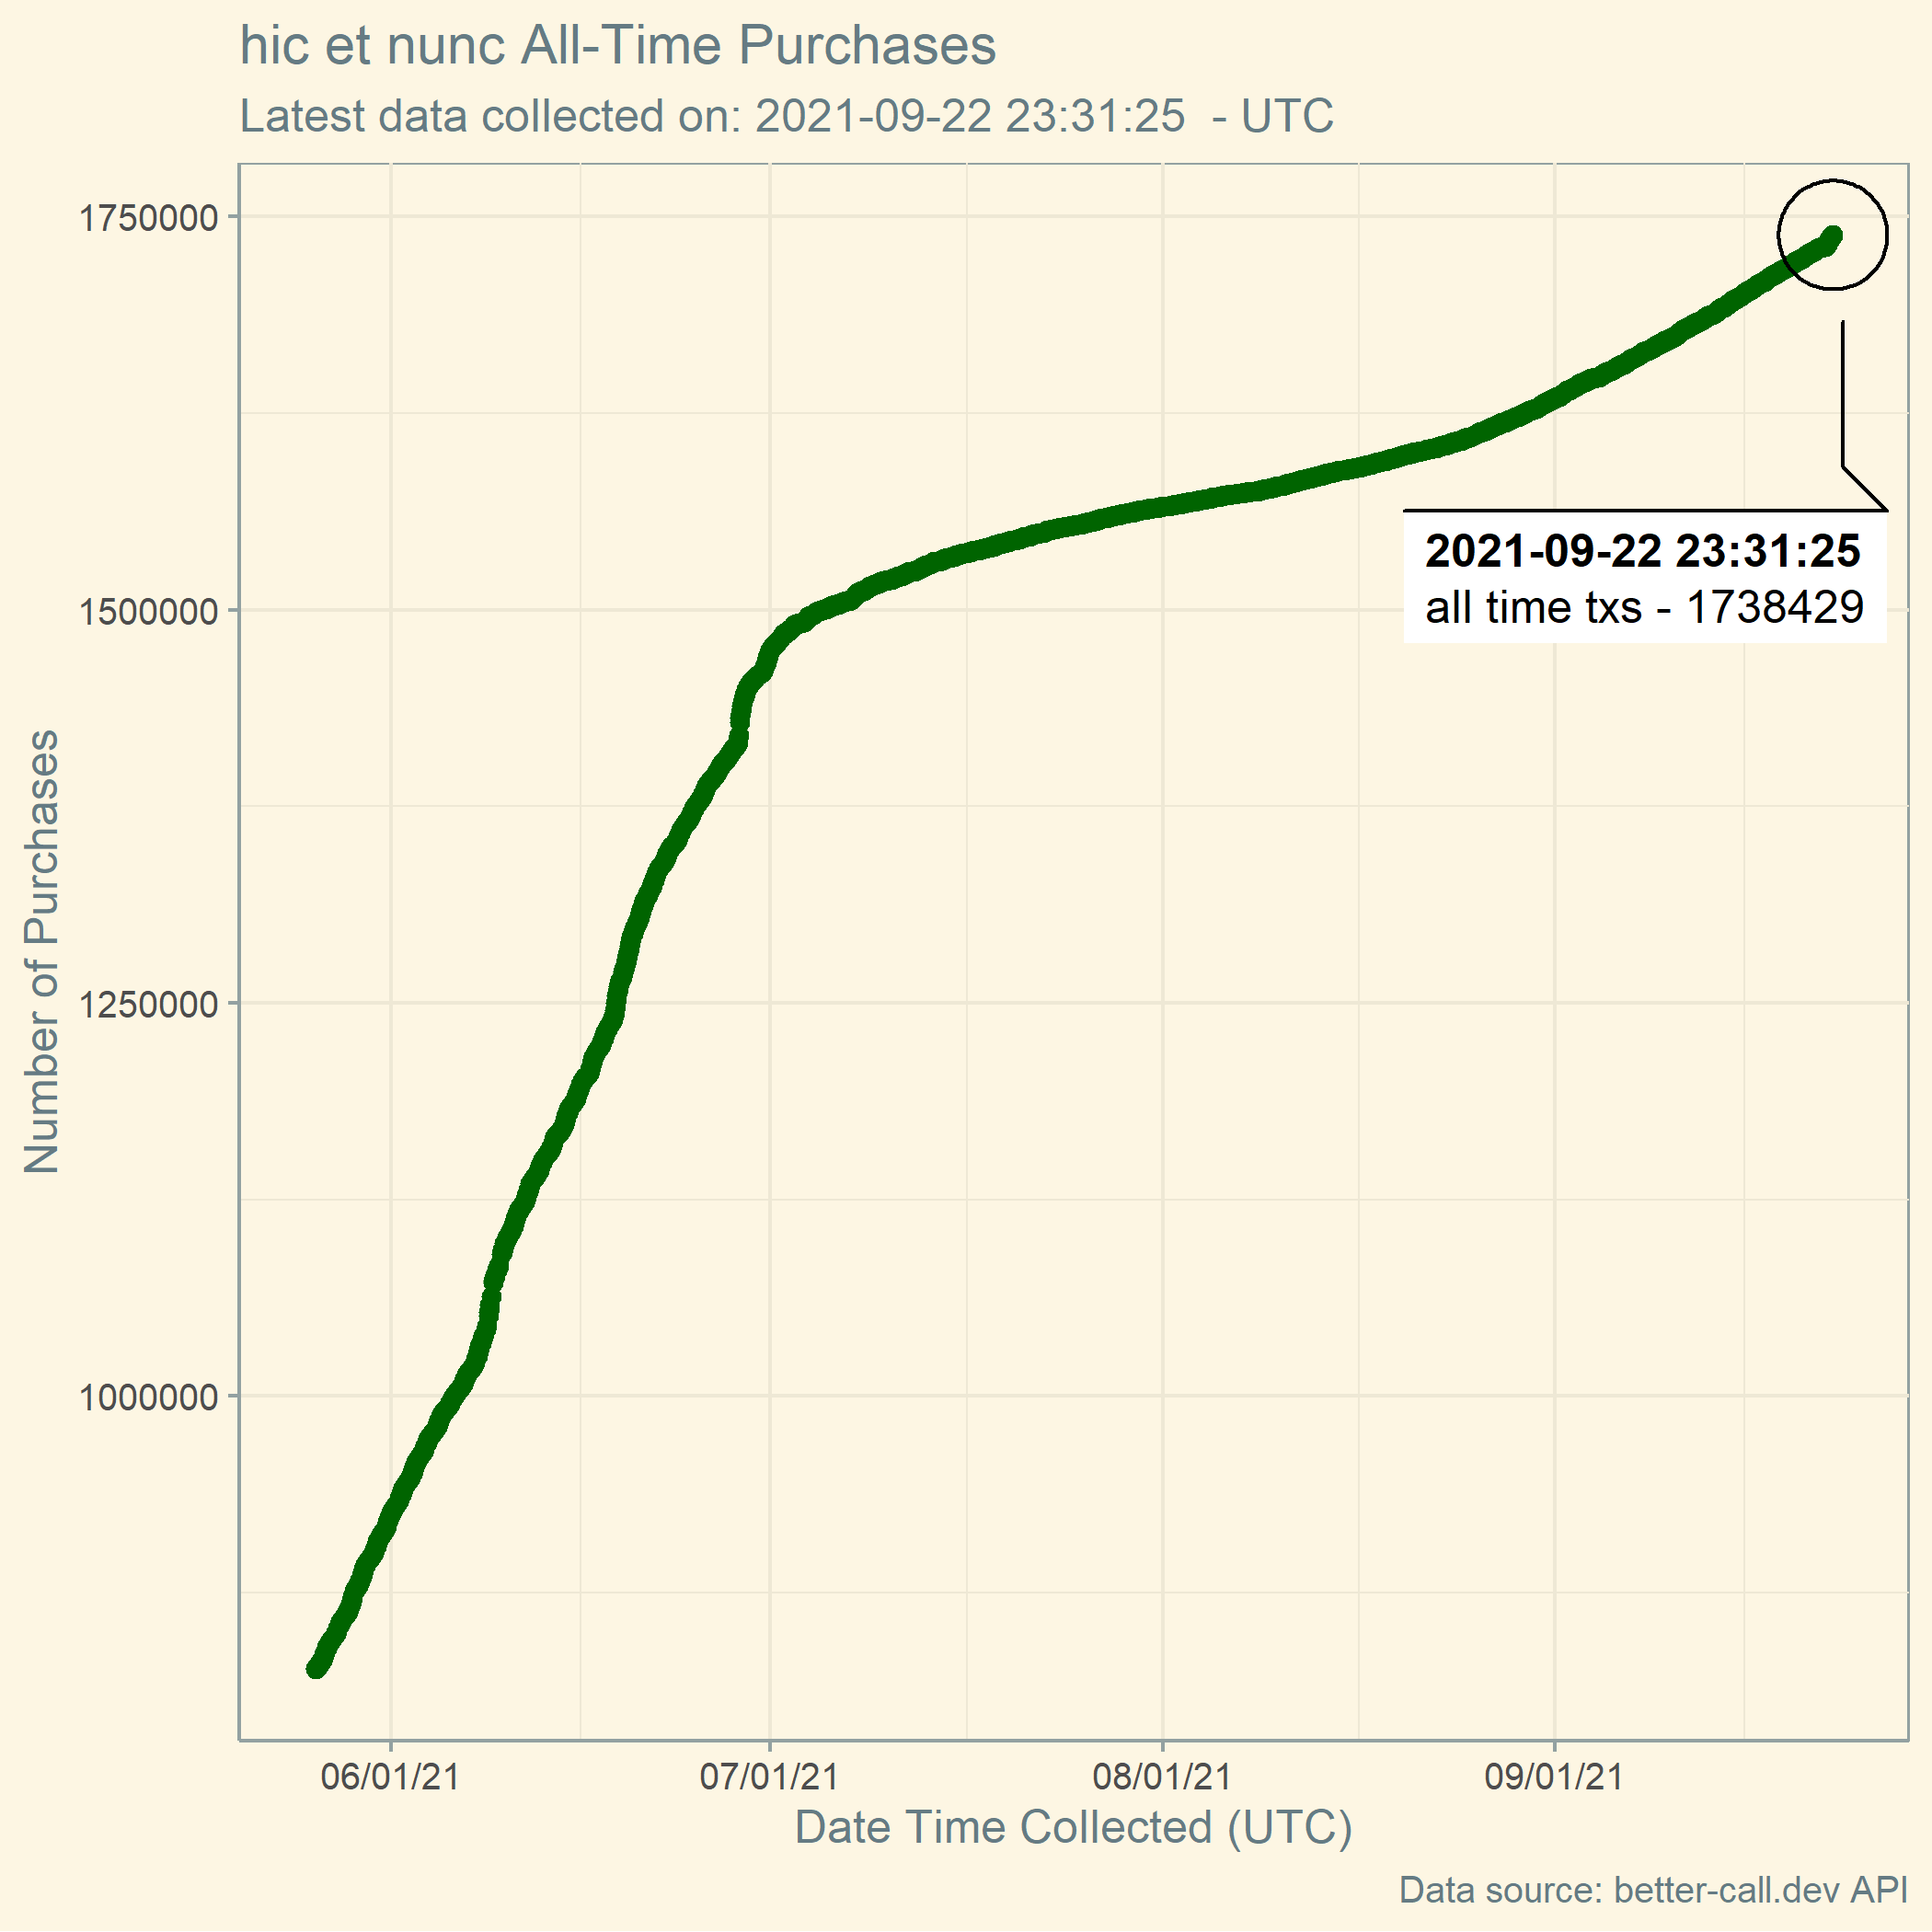 hic et nunc All-Time Purchases
Latest data collected on: 2021-09-22 23:31:25  - UTC
Number of Purchases
1750000
1500000
1250000
1000000
2021-09-22 23:31:25
all time txs - 1738429
06/01/21
07/01/21
08/01/21
09/01/21
Date Time Collected (UTC)
Data source: better-call.dev API